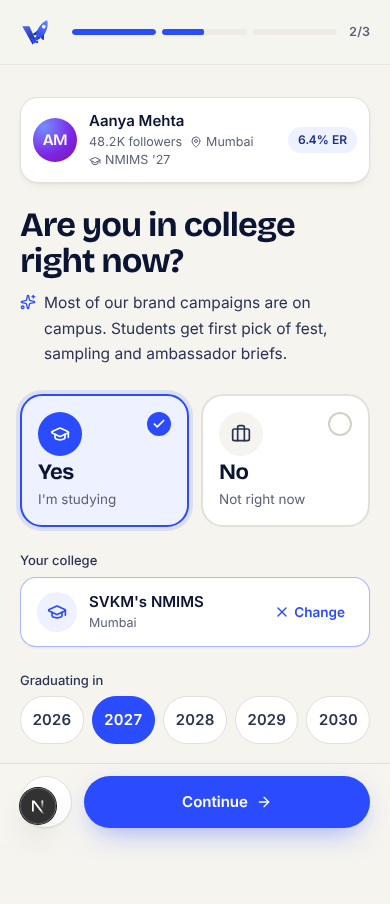 2/3
AM
Aanya Mehta
48.2K followers Mumbai
NMIMS '27
6.4% ER
Are you in college
right now?
Most of our brand campaigns are on
campus. Students get first pick of fest,
sampling and ambassador briefs.
Yes
I'm studying
No
Not right now
Your college
SVKM's NMIMS
Mumbai
Change
Graduating in
2026 2027 2028 2029 2030
N
Continue